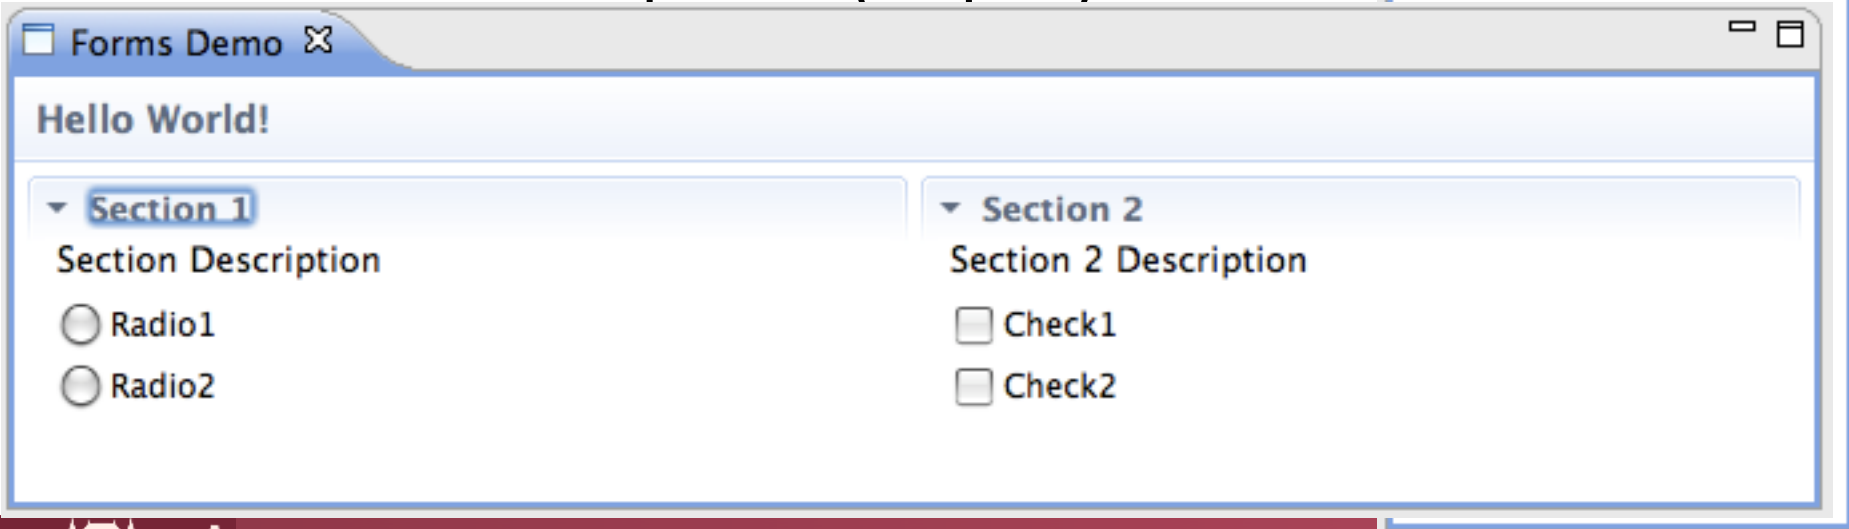 Forms Demo
Hello World!
Section 1
Section Description
Radio1
Radio2
Section 2
Section 2 Description
Check1
Check2